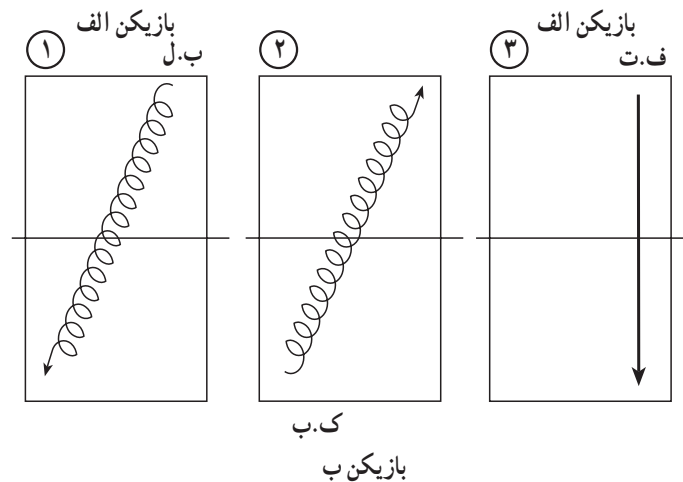 بازیکن الف
۱
ب.ل
۲
بازیکن الف
۳
ف.ت
ک.ب
بازیکن ب